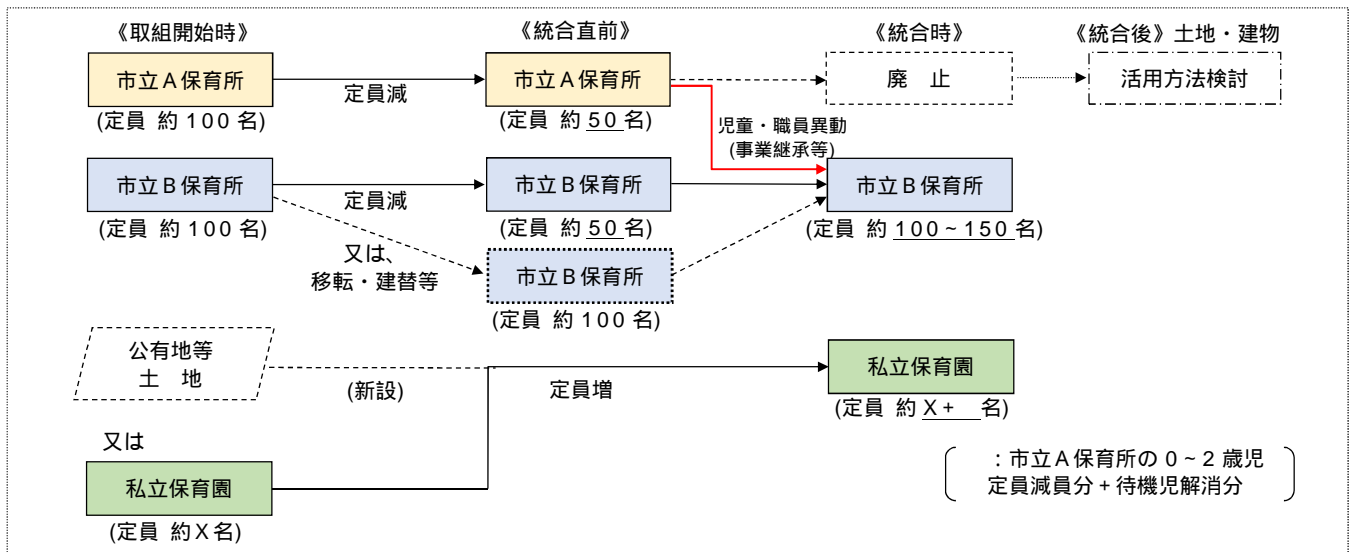 《取組開始時》
《統合直前》
《統合時》
《統合後》土地・建物
市立A保育所
定員減
市立A保育所
廃 止
活用方法検討
(定員 約100名)
(定員 約50名)
児童・職員異動
(事業継承等)
市立B保育所
定員減
市立B保育所
市立B保育所
(定員 約100名)
(定員 約50名)
(定員 約100~150名)
又は、
移転・建替等
市立B保育所
(定員 約100名)
公有地等
土 地
(新設)
定員増
私立保育園
(定員 約X+ 名)
又は
私立保育園
(定員 約X名)
:市立A保育所の0~2歳児
定員減員分+待機児解消分